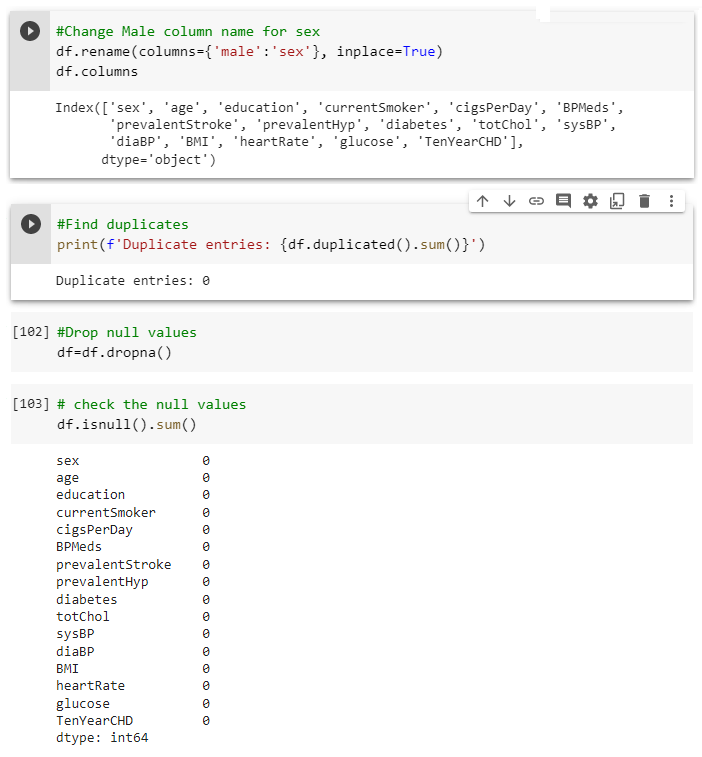 #Change Male column name for sex
df.rename(columns={'male':'sex'}, inplace=True)
df.columns
Index(['sex', 'age', 'education', 'currentSmoker', 'cigsPerDay', 'BPMeds',
'prevalentStroke', 'prevalentHyp', 'diabetes', 'totChol', 'sysBP',
'diaBP', 'BMI', 'heartRate', 'glucose', 'TenYearCHD'],
dtype='object')
#Find duplicates
print(f'Duplicate entries: {df.duplicated().sum()}')
Duplicate entries: 0
[102] #Drop null values
df=df.dropna()
[103] # check the null values
df.isnull().sum()
sex 0
age 0
education 0
currentSmoker 0
cigsPerDay 0
BPMeds 0
prevalentStroke 0
prevalentHyp 0
diabetes 0
totChol 0
sysBP 0
diaBP 0
BMI 0
heartRate 0
glucose 0
TenYearCHD 0
dtype: int64